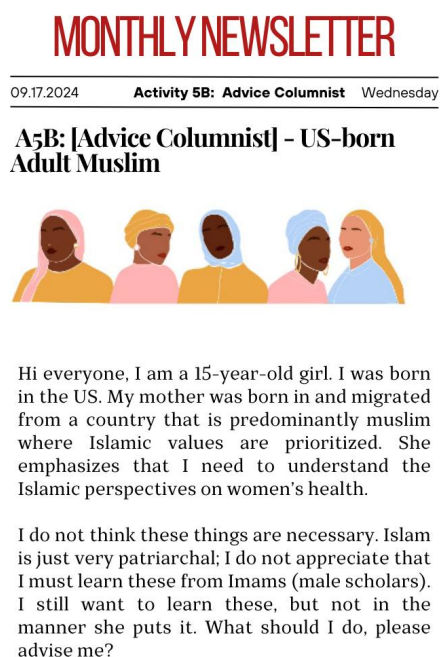 MONTHLY NEWSLETTER
09.17.2024 Activity 5B: Advice Columnist Wednesday
A5B: [Advice Columnist] - US-born
Adult Muslim
Hi everyone, I am a 15-year-old girl. I was born
in the US. My mother was born in and migrated
from a country that is predominantly muslim
where Islamic values are prioritized. She
emphasizes that I need to understand the
Islamic perspectives on women's health.
I do not think these things are necessary. Islam
is just very patriarchal; I do not appreciate that
I must learn these from Imams (male scholars).
I still want to learn these, but not in the
manner she puts it. What should I do, please
advise me?